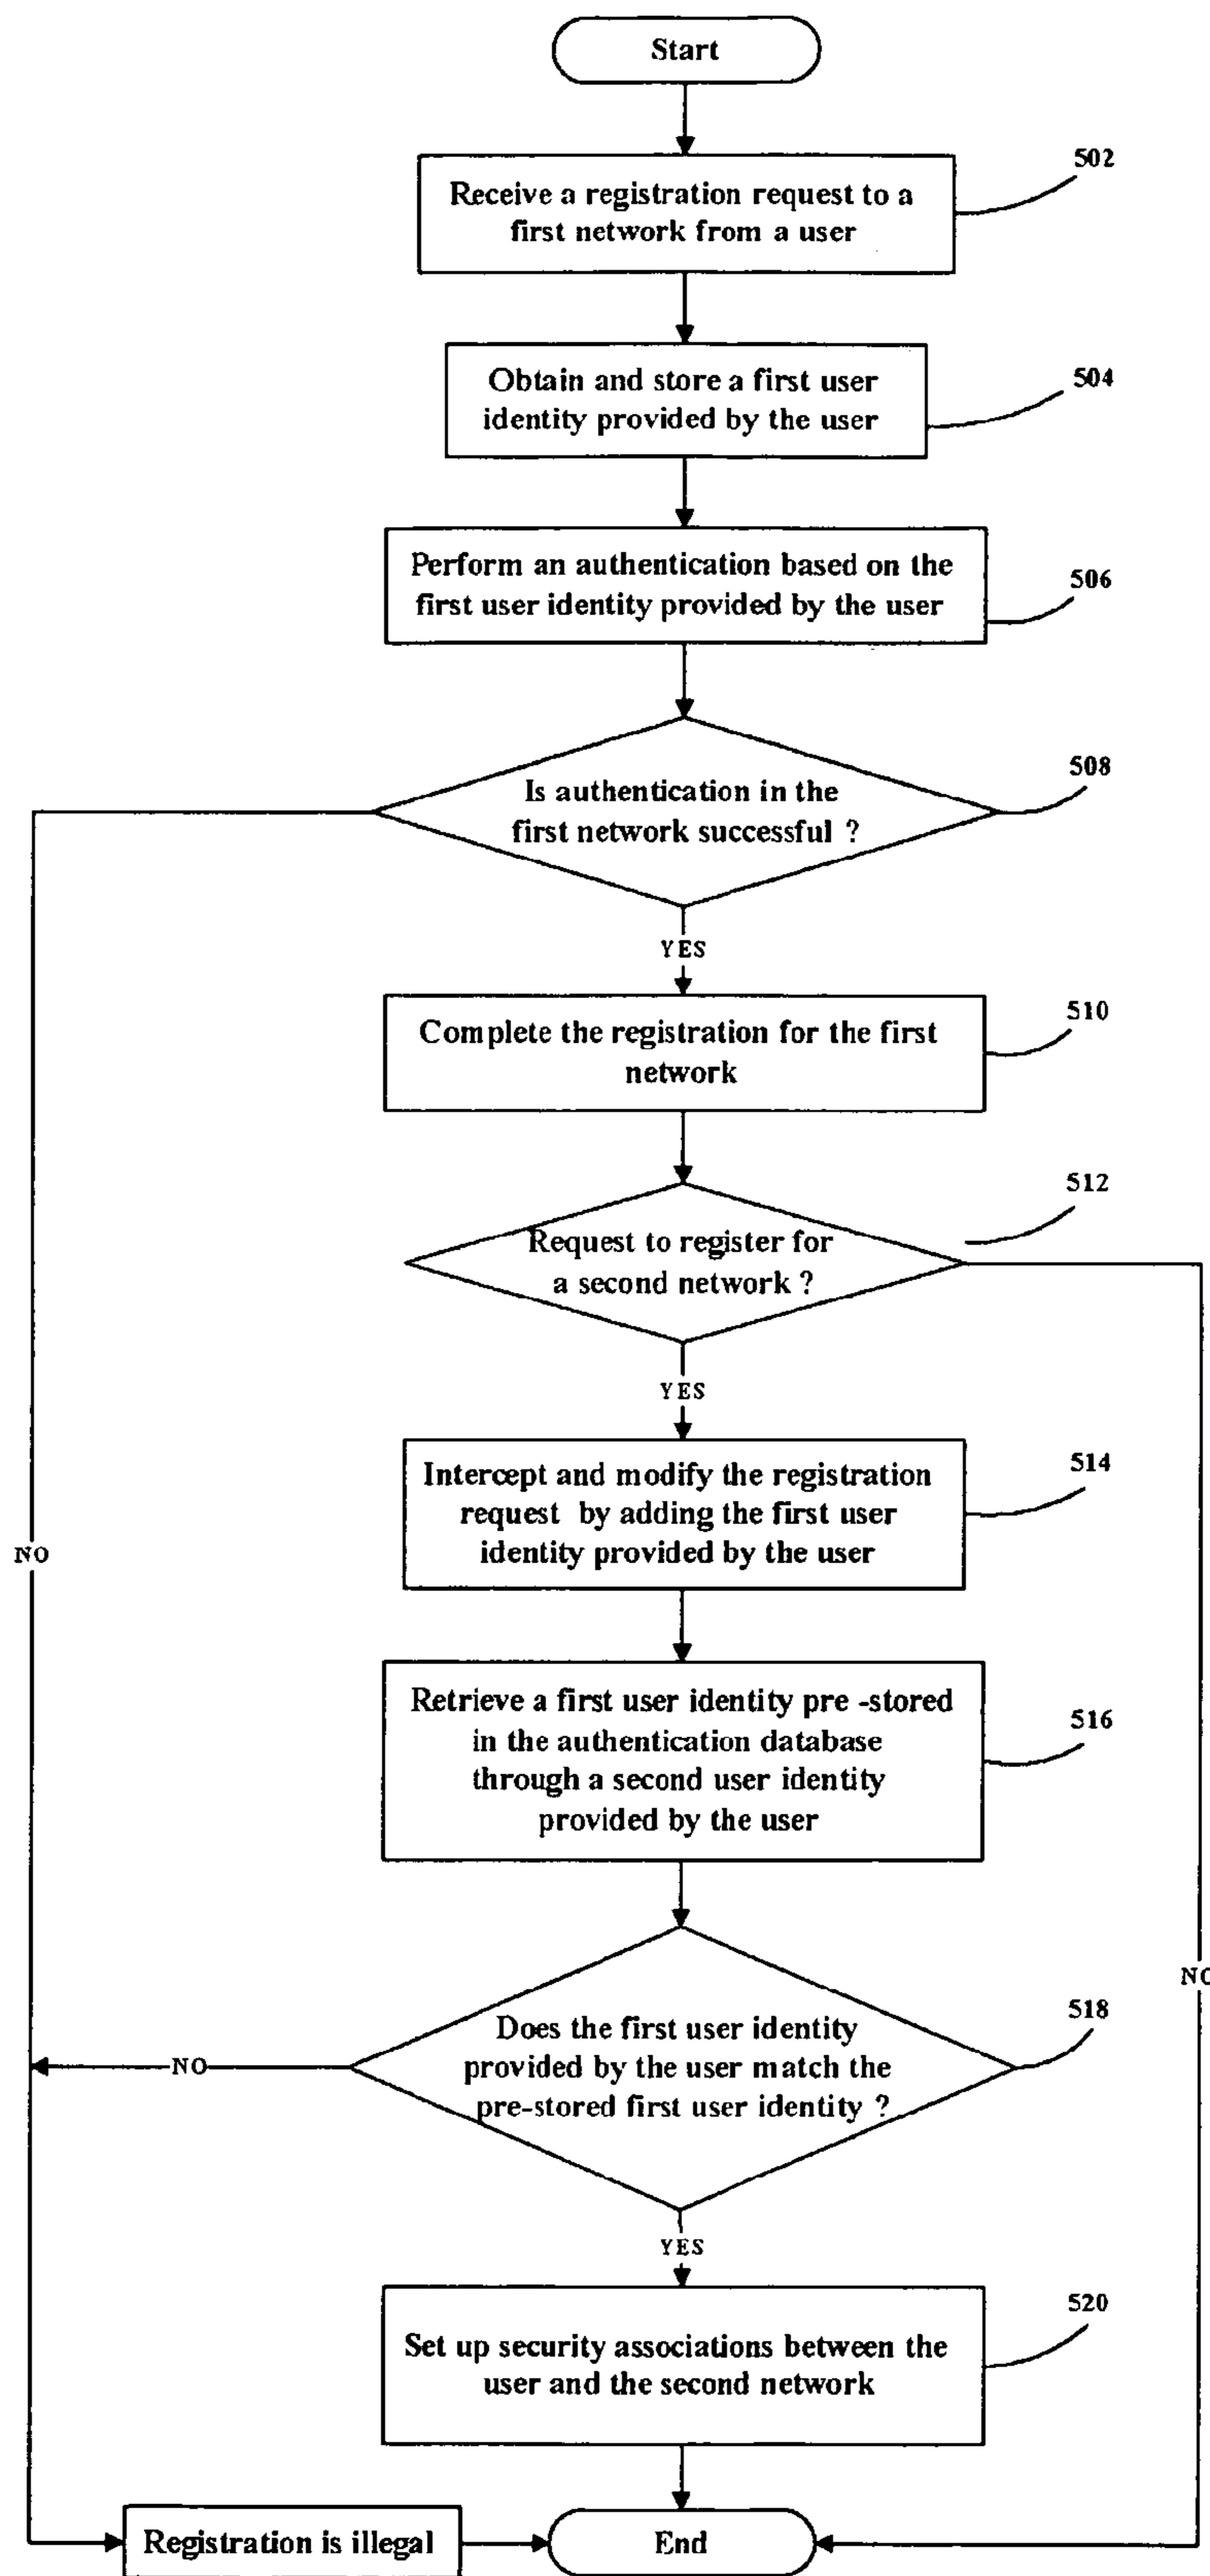 Start
502
Receive a registration request to a
first network from a user
504
Obtain and store a first user
identity provided by the user
506
Perform an authentication based on the
first user identity provided by the user
508
Is authentication in the
first network successful ?
YES
510
Complete the registration for the first
network
512
Request to register for
a second network ?
YES
514
Intercept and modify the registration
request by adding the first user
identity provided by the user
NO
516
Retrieve a first user identity pre -stored
in the authentication database
through a second user identity
provided by the user
NO
518
Does the first user identity
provided by the user match the
pre-stored first user identity ?
NO
YES
520
Set up security associations between the
user and the second network
Registration is illegal
End